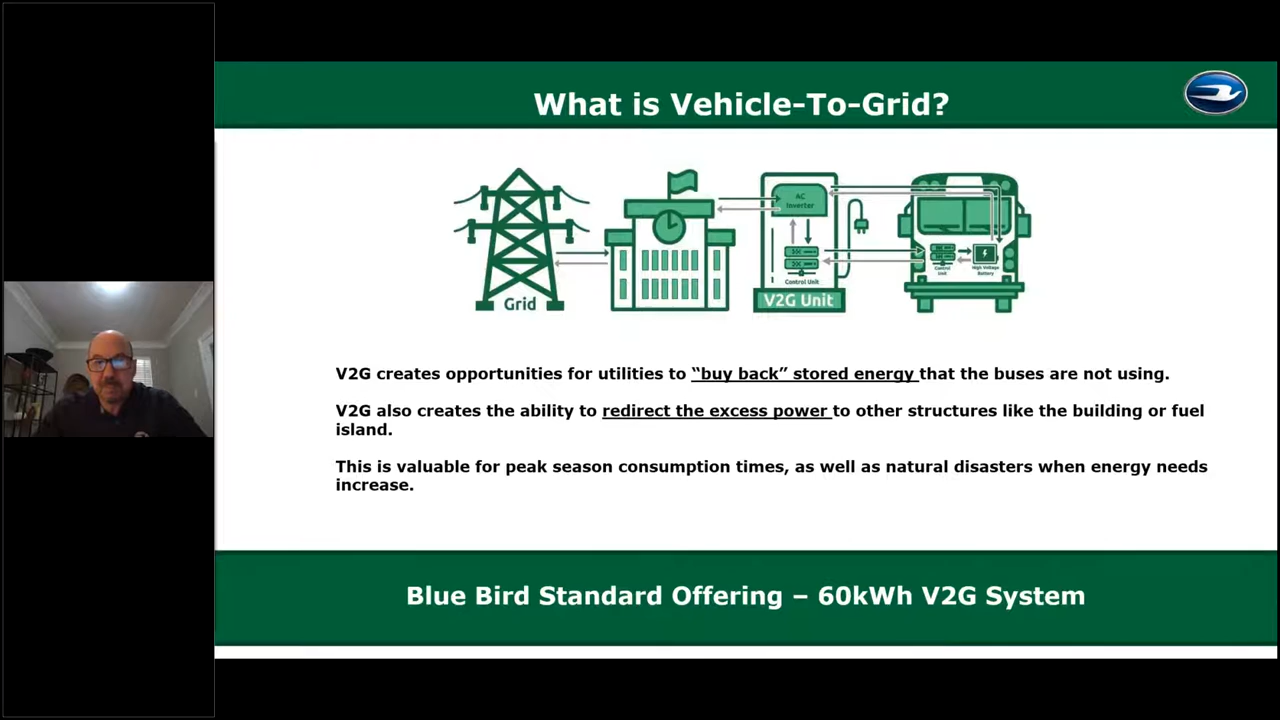 What is Vehicle-To-Grid?
AC
Inverter
Control Unit
Control
Unit
High Voltage
Battery
Grid
V2G Unit
V2G creates opportunities for utilities to “buy back” stored energy that the buses are not using.
V2G also creates the ability to redirect the excess power to other structures like the building or fuel
island.
This is valuable for peak season consumption times, as well as natural disasters when energy needs
increase.
Blue Bird Standard Offering – 60kWh V2G System